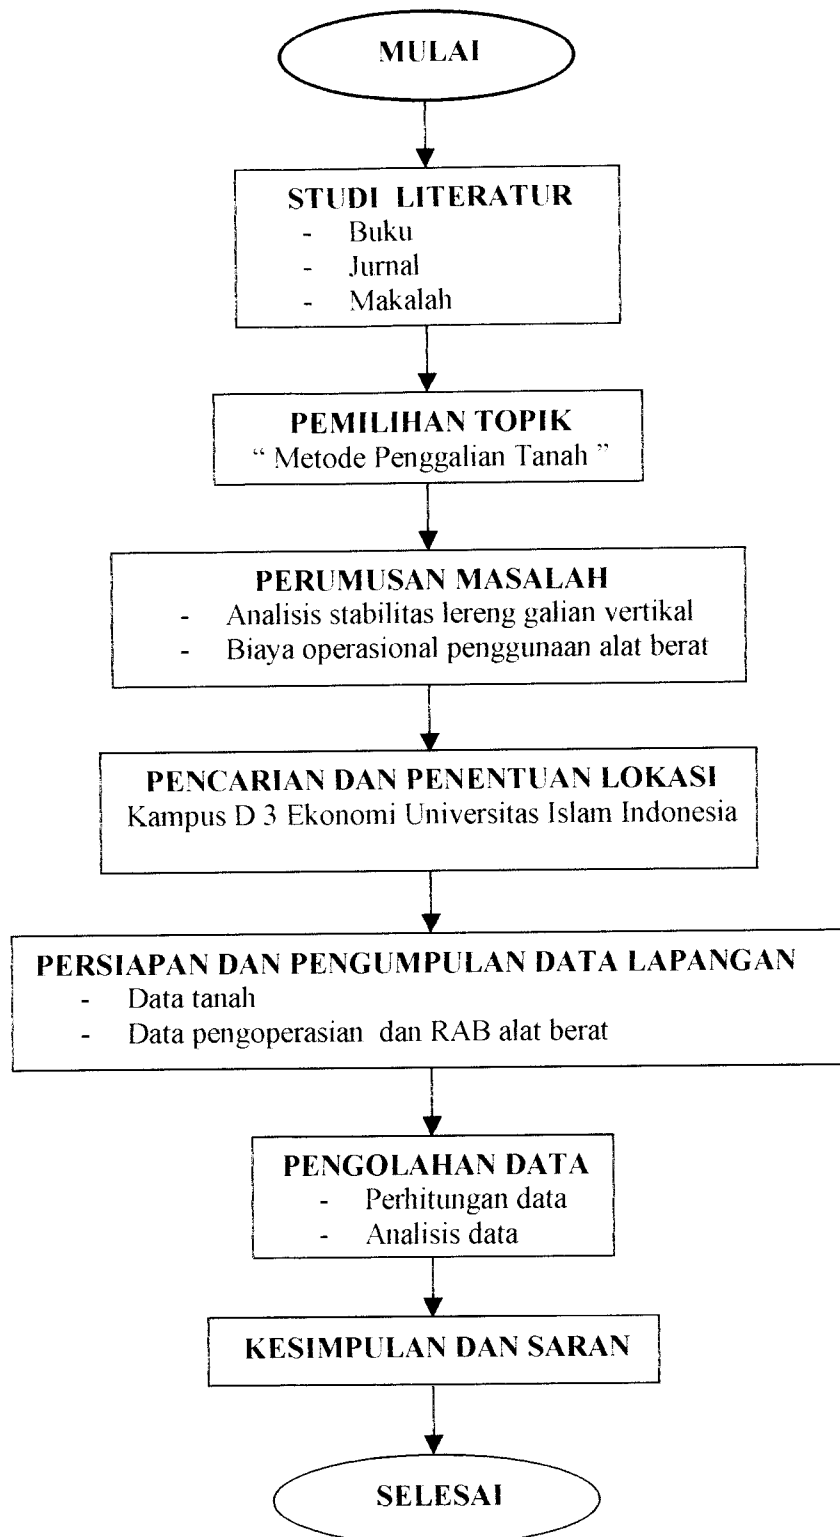 MULAI
STUDI LITERATUR
- Buku
- Jurnal
- Makalah
PEMILIHAN TOPIK
“ Metode Penggalian Tanah ”
PERUMUSAN MASALAH
- Analisis stabilitas lereng galian vertikal
- Biaya operasional penggunaan alat berat
PENCARIAN DAN PENENTUAN LOKASI
Kampus D 3 Ekonomi Universitas Islam Indonesia
PERSIAPAN DAN PENGUMPULAN DATA LAPANGAN
- Data tanah
- Data pengoperasian dan RAB alat berat
PENGOLAHAN DATA
- Perhitungan data
- Analisis data
KESIMPULAN DAN SARAN
SELESAI